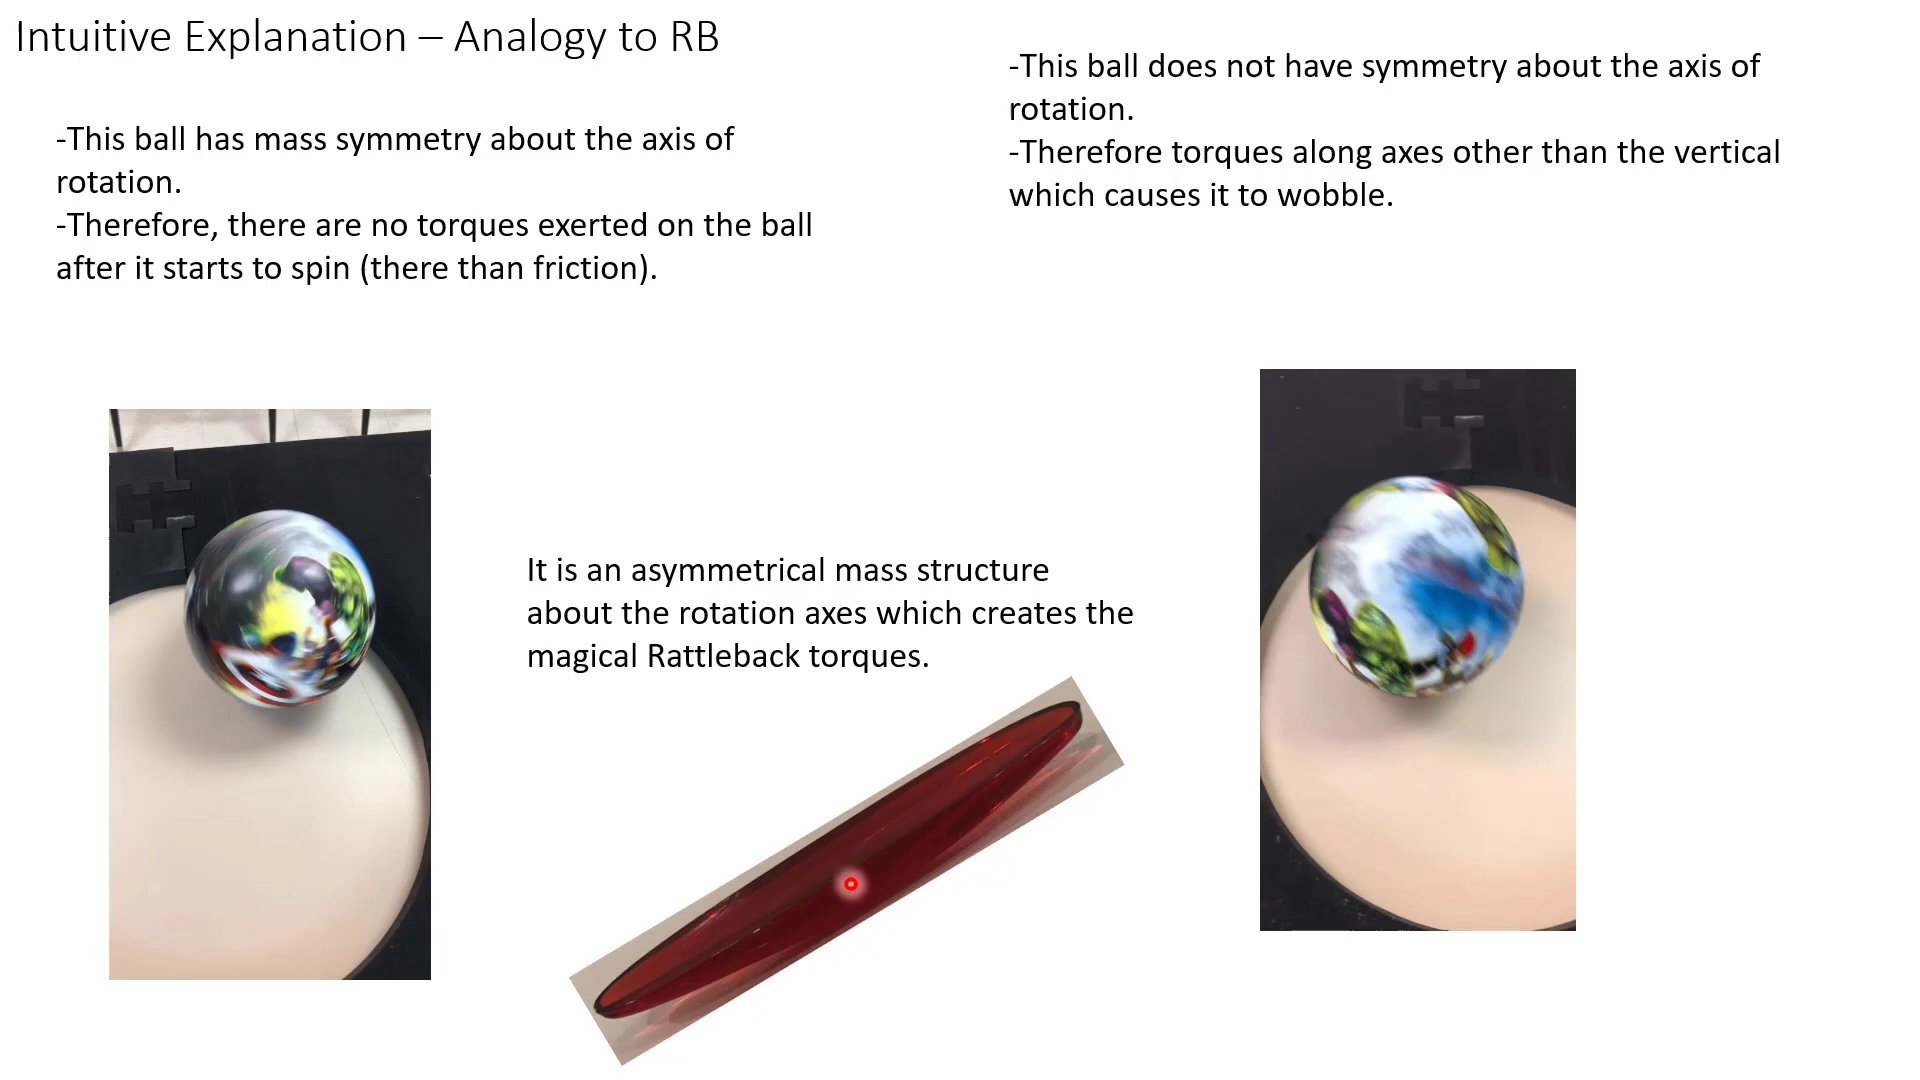 Intuitive Explanation – Analogy to RB
-This ball has mass symmetry about the axis of
rotation.
-Therefore, there are no torques exerted on the ball
after it starts to spin (there than friction).
-This ball does not have symmetry about the axis of
rotation.
-Therefore torques along axes other than the vertical
which causes it to wobble.
It is an asymmetrical mass structure
about the rotation axes which creates the
magical Rattleback torques.